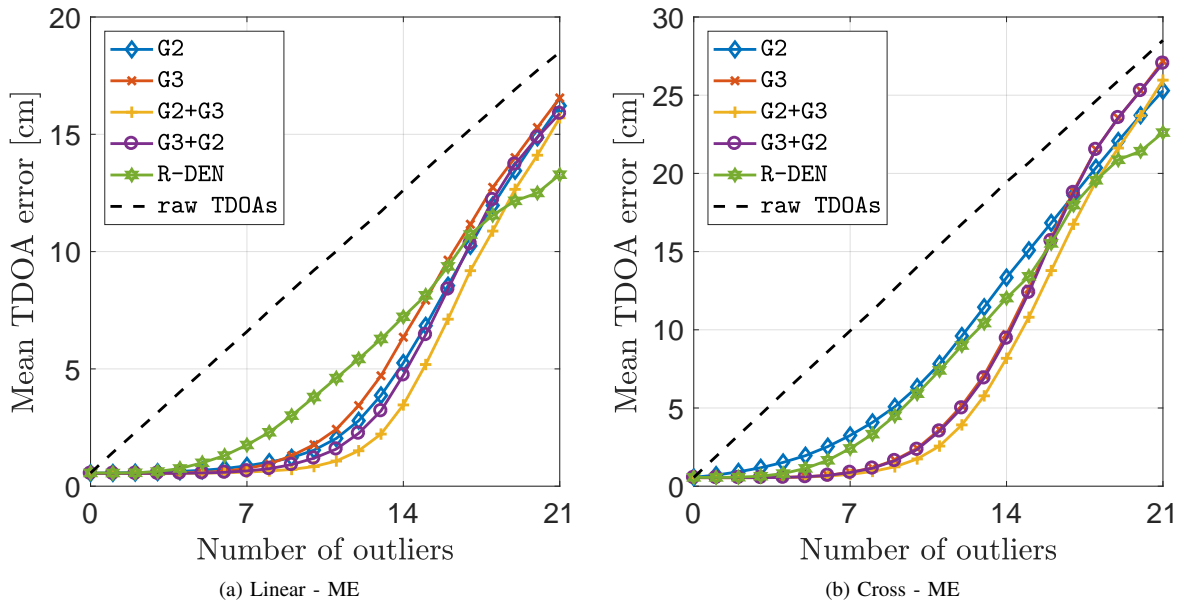 20
15
10
5
0
0
7
14
21
Mean TDOA error [cm]
Number of outliers
G2
G3
G2+G3
G3+G2
R-DEN
raw TDOAs
(a) Linear - ME
30
25
20
15
10
5
0
0
7
14
21
Mean TDOA error [cm]
Number of outliers
G2
G3
G2+G3
G3+G2
R-DEN
raw TDOAs
(b) Cross - ME